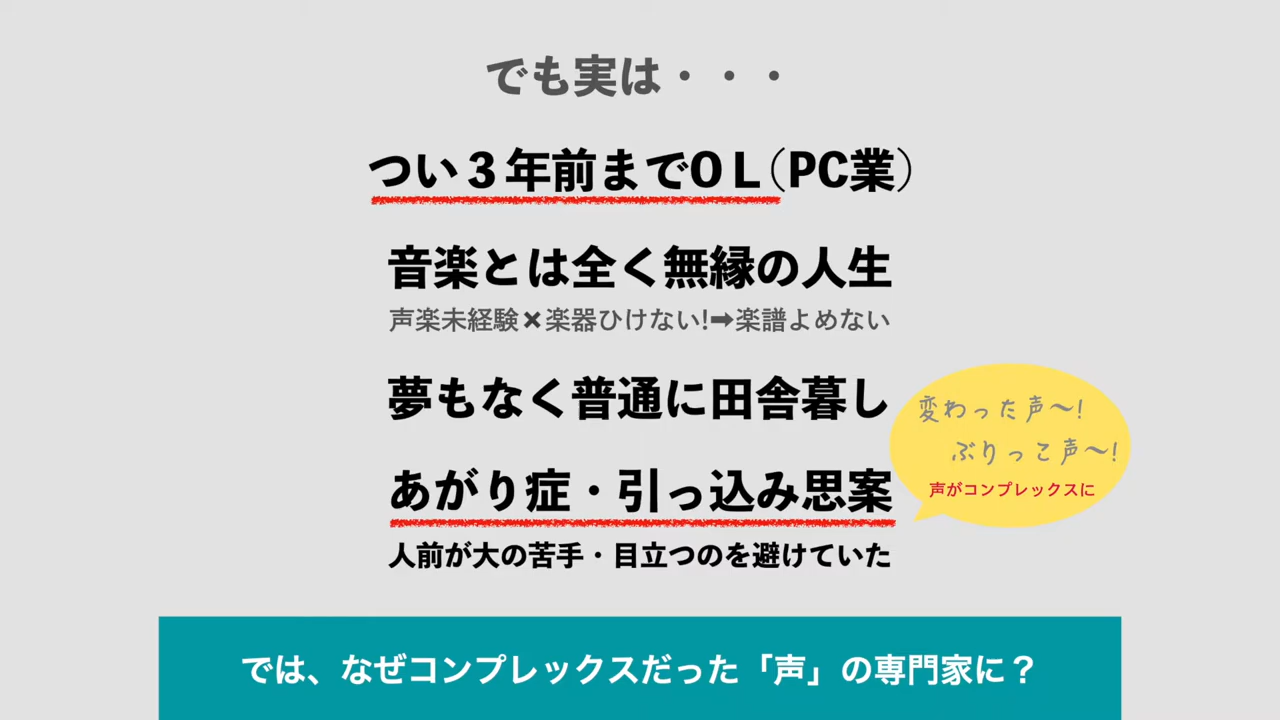 でも実は・・・
つい３年前までOL（PC業）
音楽とは全く無縁の人生
声楽未経験✖楽器ひけない!➡楽譜よめない
夢もなく普通に田舎暮し
変わった声〜!
ぶりっこ声〜!
声がコンプレックスに
あがり症・引っ込み思案
人前が大の苦手・目立つのを避けていた
では、なぜコンプレックスだった「声」の専門家に？